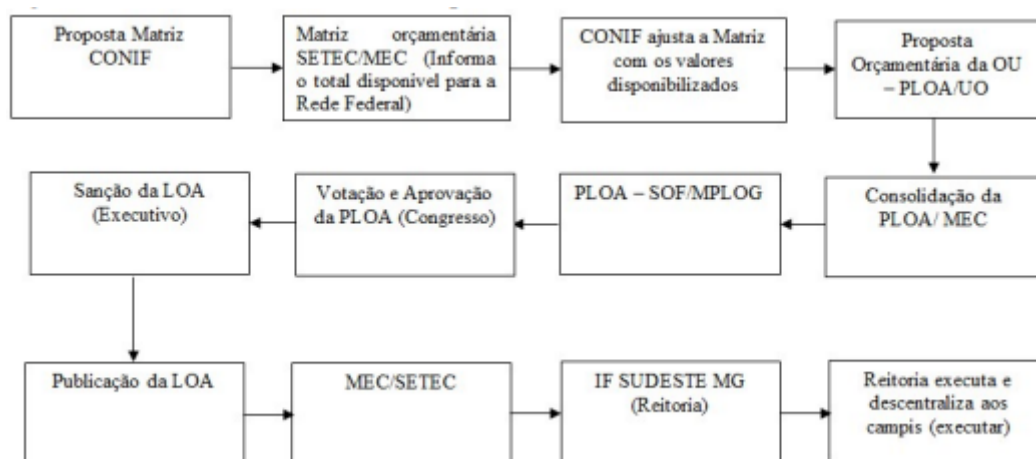 Proposta Matriz
CONIF
Matriz orçamentária
SETEC/MEC (Informa
o total disponivel para a
Rede Federal)
CONIF ajusta a Matriz
com os valores
disponibilizados
Proposta
Orçamentária da OU
– PLOA/UO
Sanção da LOA
(Executivo)
Votação e Aprovação
da PLOA (Congresso)
PLOA – SOF/MPLOG
Consolidação da
PLOA/ MEC
Publicação da LOA
MEC/SETEC
IF SUDESTE MG
(Reitoria)
Reitoria executa e
descentraliza aos
campis (executar)